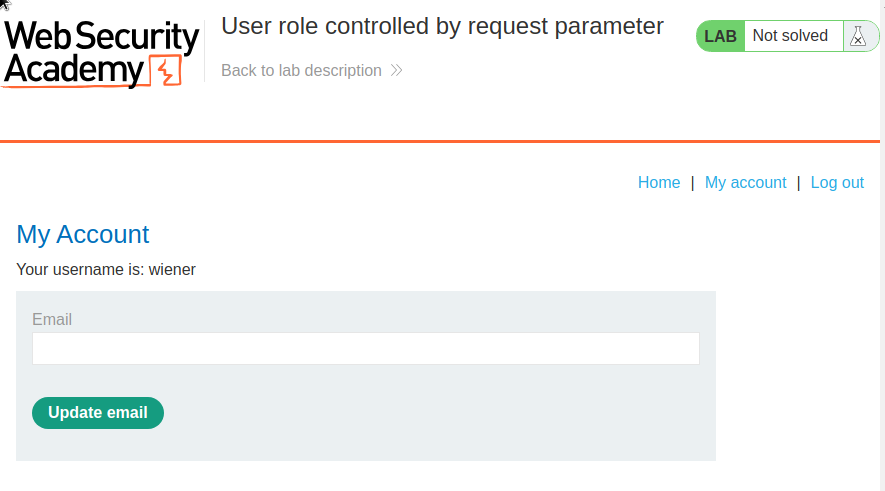 Web Security
Academy
User role controlled by request parameter
Back to lab description
LAB Not solved
Home | My account | Log out
My Account
Your username is: wiener
Email
Update email